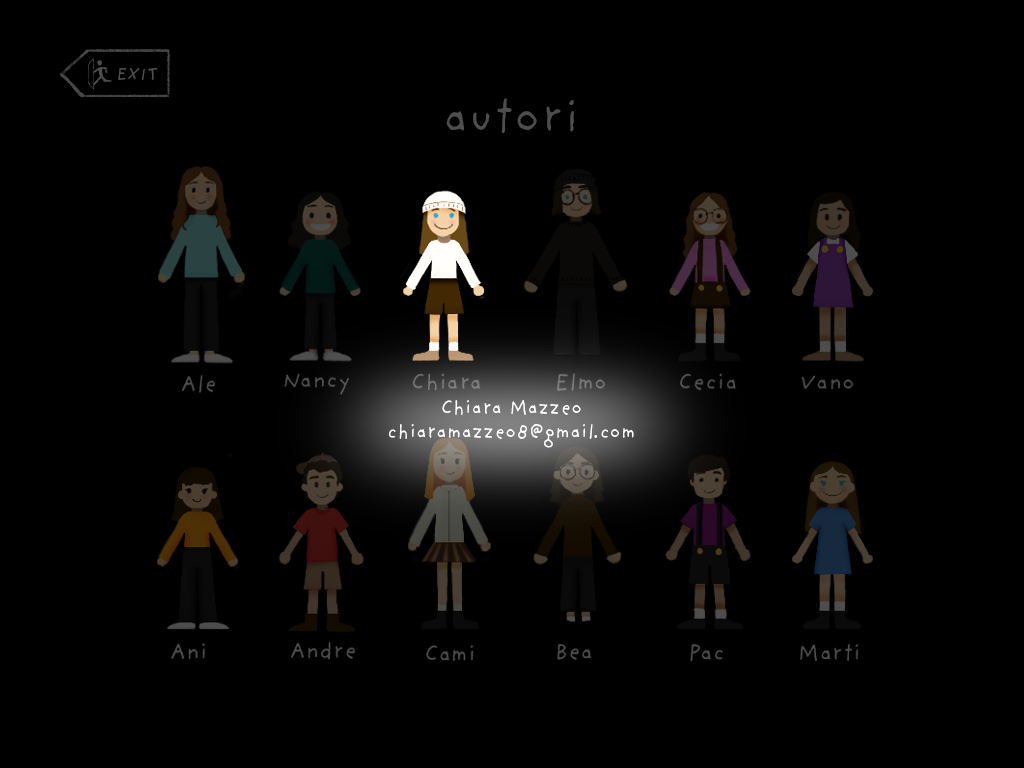 EXIT
autori
Ale Nancy Chiara Elmo Cecia Vano
Chiara Mazzeo
chiaramazzeo8@gmail.com
Ani Andre Cami Bea Pac Marti